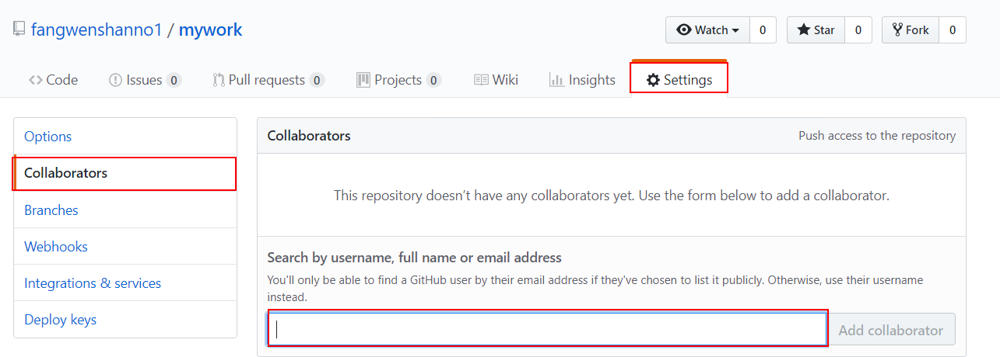 fangwenshanno1 / mywork
Watch 0 Star 0 Fork 0
Code Issues 0 Pull requests 0 Projects 0 Wiki Insights Settings
Options
Collaborators
Branches
Webhooks
Integrations & services
Deploy keys
Collaborators Push access to the repository
This repository doesn’t have any collaborators yet. Use the form below to add a collaborator.
Search by username, full name or email address
You'll only be able to find a GitHub user by their email address if they've chosen to list it publicly. Otherwise, use their username
instead.
Add collaborator